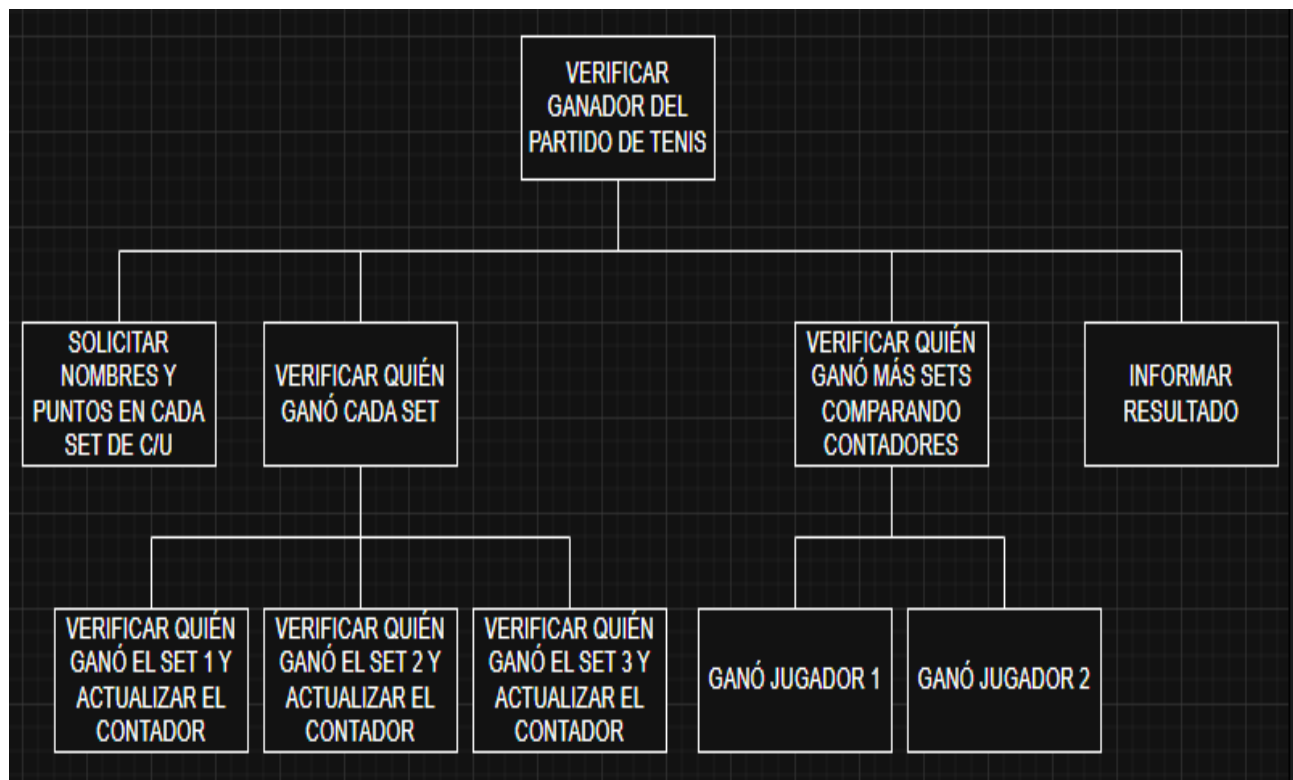 VERIFICAR
GANADOR DEL
PARTIDO DE TENIS
SOLICITAR
NOMBRES Y
PUNTOS EN CADA
SET DE C/U
VERIFICAR QUIÉN
GANÓ CADA SET
VERIFICAR QUIÉN
GANÓ MÁS SETS
COMPARANDO
CONTADORES
INFORMAR
RESULTADO
VERIFICAR QUIÉN
GANÓ EL SET 1 Y
ACTUALIZAR EL
CONTADOR
VERIFICAR QUIÉN
GANÓ EL SET 2 Y
ACTUALIZAR EL
CONTADOR
VERIFICAR QUIÉN
GANÓ EL SET 3 Y
ACTUALIZAR EL
CONTADOR
GANÓ JUGADOR 1
GANÓ JUGADOR 2